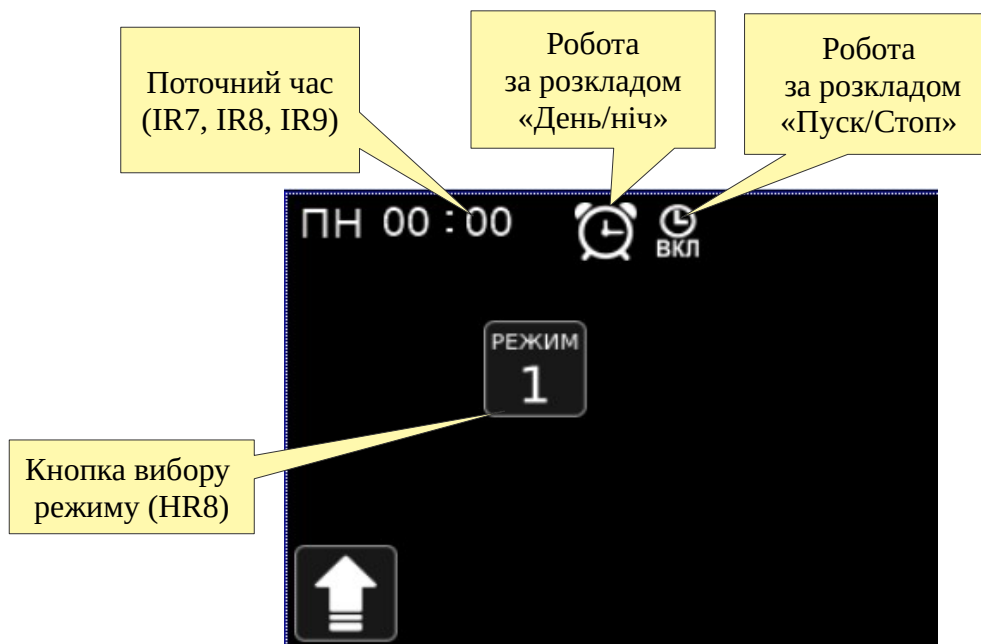 Поточний час
(IR7, IR8, IR9)
Робота
за розкладом
«День/ніч»
Робота
за розкладом
«Пуск/Стоп»
ПН 00 : 00
ВКЛ
РЕЖИМ
1
Кнопка вибору
режиму (HR8)